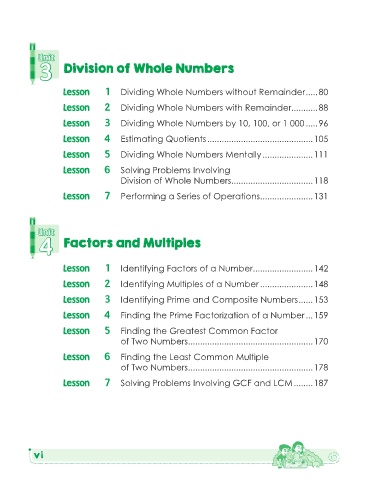 Unit
3 Division of Whole Numbers
Lesson 1 Dividing Whole Numbers without Remainder.....80
Lesson 2 Dividing Whole Numbers with Remainder...........88
Lesson 3 Dividing Whole Numbers by 10, 100, or 1 000.....96
Lesson 4 Estimating Quotients............................................105
Lesson 5 Dividing Whole Numbers Mentally.....................111
Lesson 6 Solving Problems Involving
Division of Whole Numbers..................................118
Lesson 7 Performing a Series of Operations......................131
Unit
4 Factors and Multiples
Lesson 1 Identifying Factors of a Number.........................142
Lesson 2 Identifying Multiples of a Number......................148
Lesson 3 Identifying Prime and Composite Numbers......153
Lesson 4 Finding the Prime Factorization of a Number...159
Lesson 5 Finding the Greatest Common Factor
of Two Numbers....................................................170
Lesson 6 Finding the Least Common Multiple
of Two Numbers....................................................178
Lesson 7 Solving Problems Involving GCF and LCM........187
vi